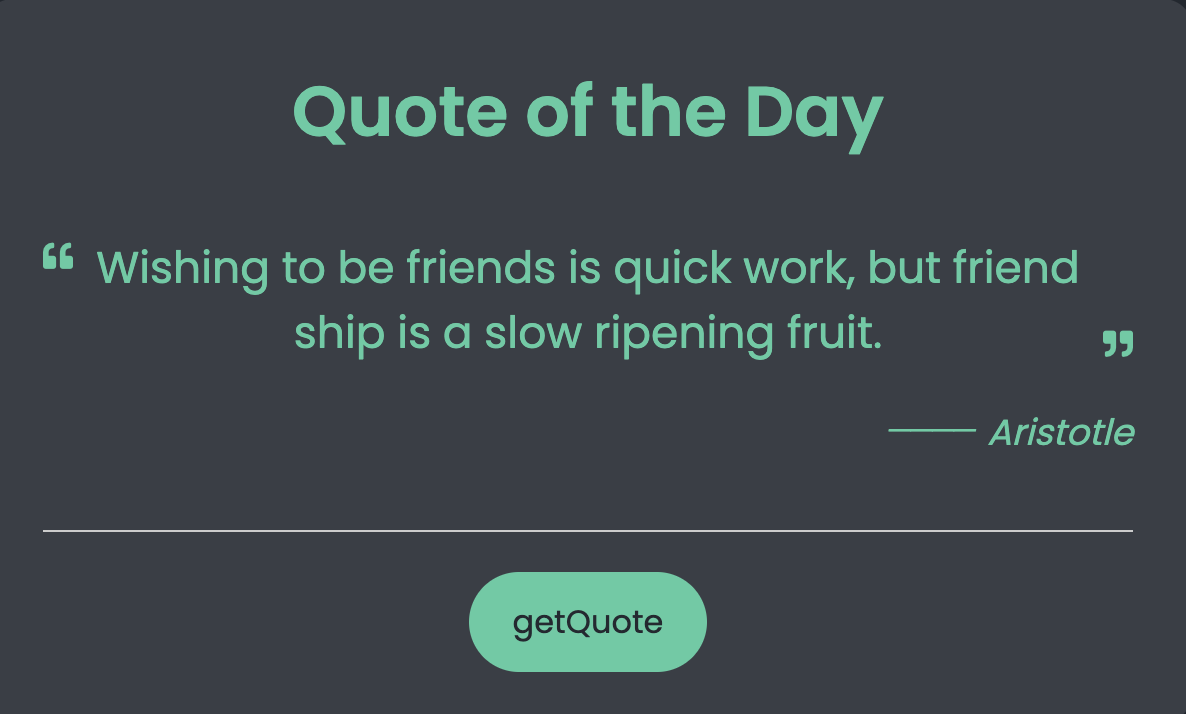 Quote of the Day
“ Wishing to be friends is quick work, but friend
ship is a slow ripening fruit. ”
—— Aristotle
getQuote